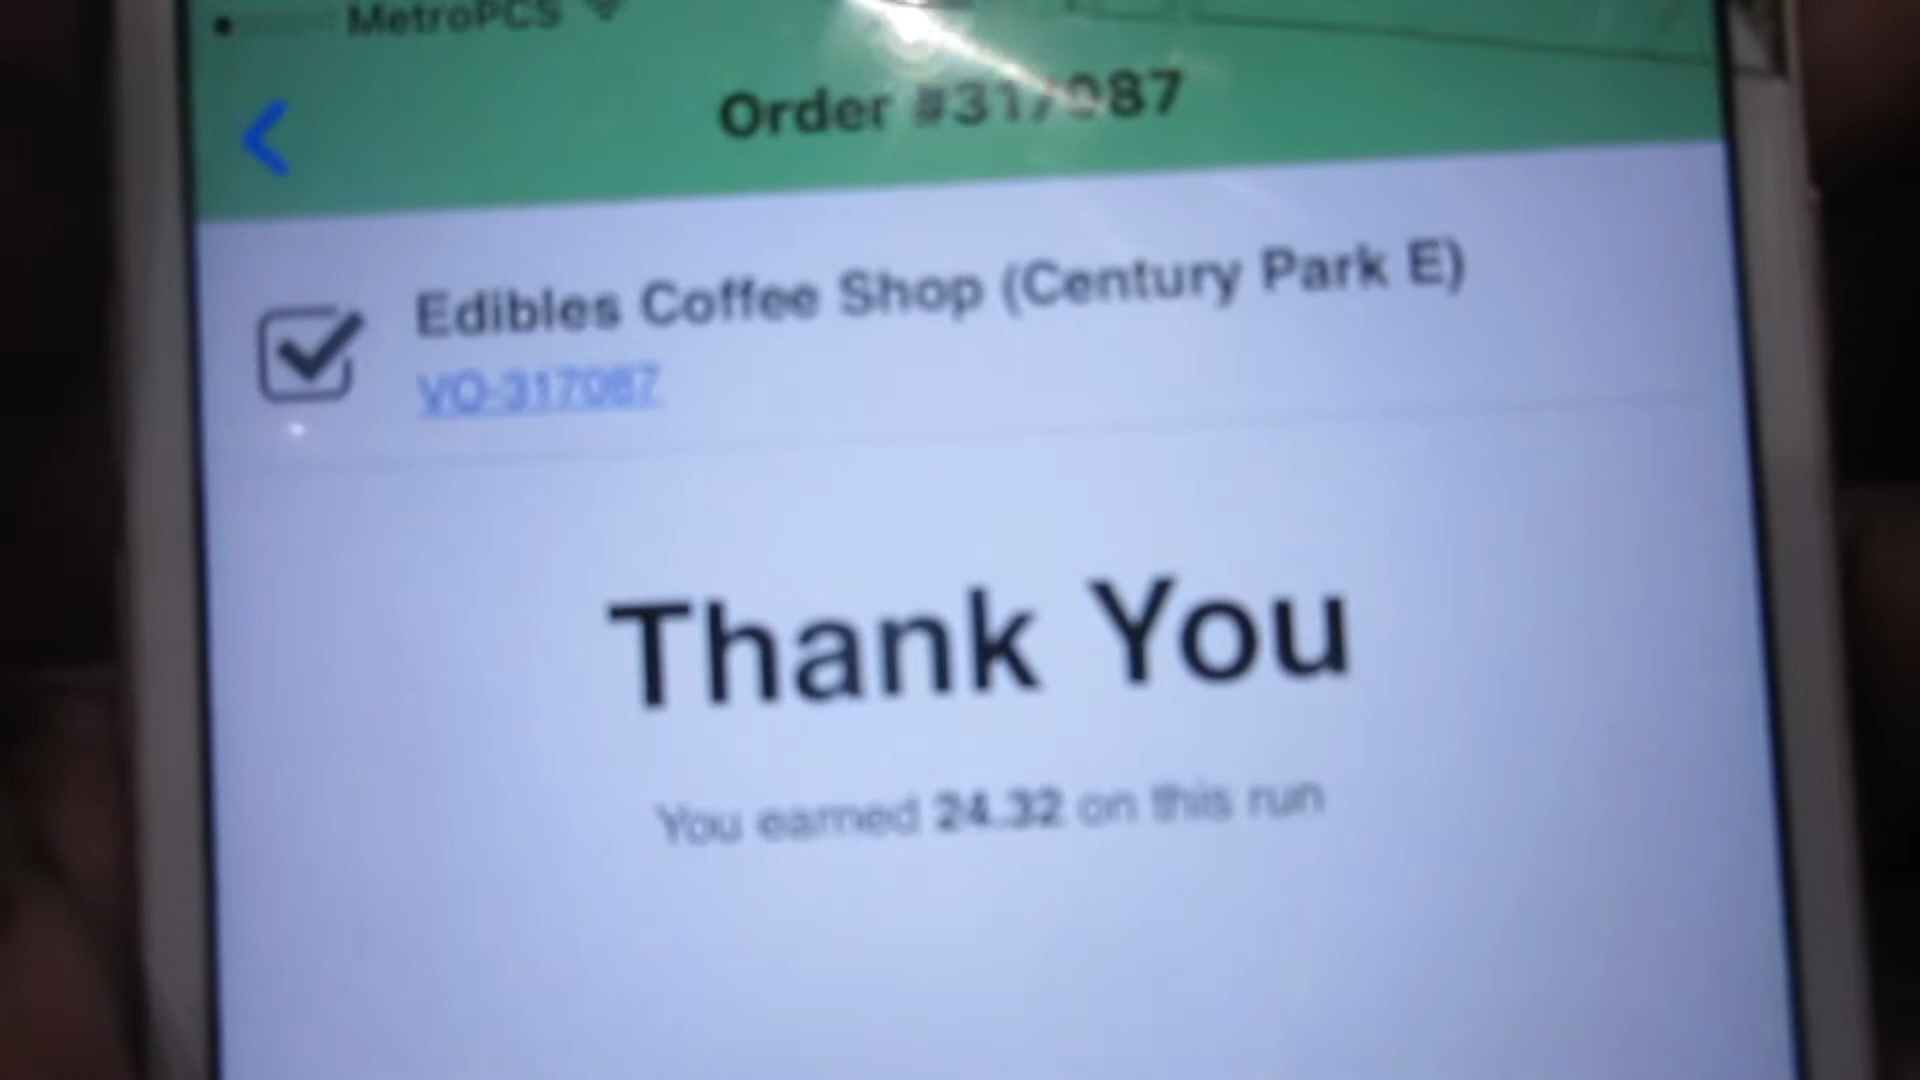 MetroPCS
Order #317087
Edibles Coffee Shop (Century Park E)
VO-317087
Thank You
You earned 24.32 on this run